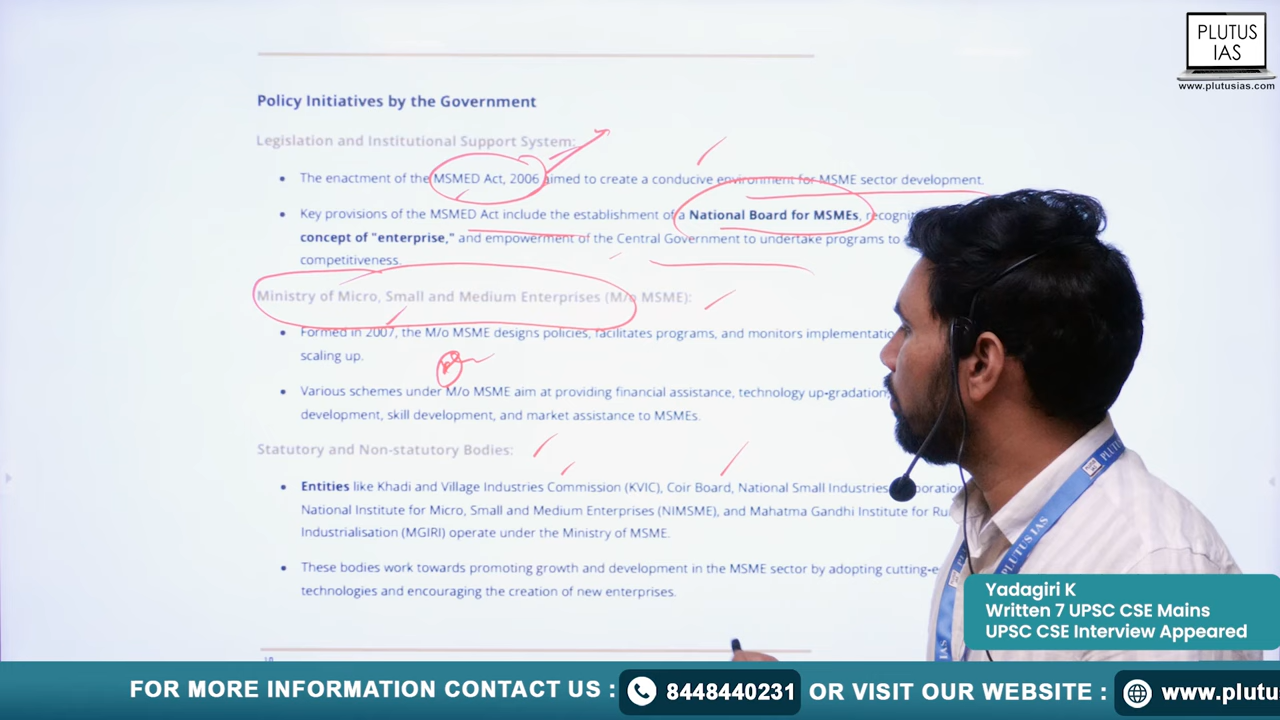 PLUTUS
IAS
www.plutusias.com
Policy Initiatives by the Government
Legislation and Institutional Support System:
The enactment of the MSMED Act, 2006 aimed to create a conducive environment for MSME sector development.
Key provisions of the MSMED Act include the establishment of a National Board for MSMEs,
concept of "enterprise," and empowerment of the Central Government to undertake programs to
competitiveness.
Ministry of Micro, Small and Medium Enterprises (M/o MSME):
Formed in 2007, the M/o MSME designs policies, facilitates programs, and monitors
scaling up.
Various schemes under M/o MSME aim at providing financial assistance, technology up-gradation,
development, skill development, and market assistance to MSMEs.
Statutory and Non-statutory Bodies:
Entities like Khadi and Village Industries Commission (KVIC), Coir Board, National Small Industries
National Institute for Micro, Small and Medium Enterprises (NIMSME), and Mahatma Gandhi Institute for
Industrialisation (MGIRI) operate under the Ministry of MSME.
These bodies work towards promoting growth and development in the MSME sector by adopting
technologies and encouraging the creation of new enterprises.
PLUTUS IAS
Yadagiri K
Written 7 UPSC CSE Mains
UPSC CSE Interview Appeared
FOR MORE INFORMATION CONTACT US : 8448440231 OR VISIT OUR WEBSITE : www.plutus